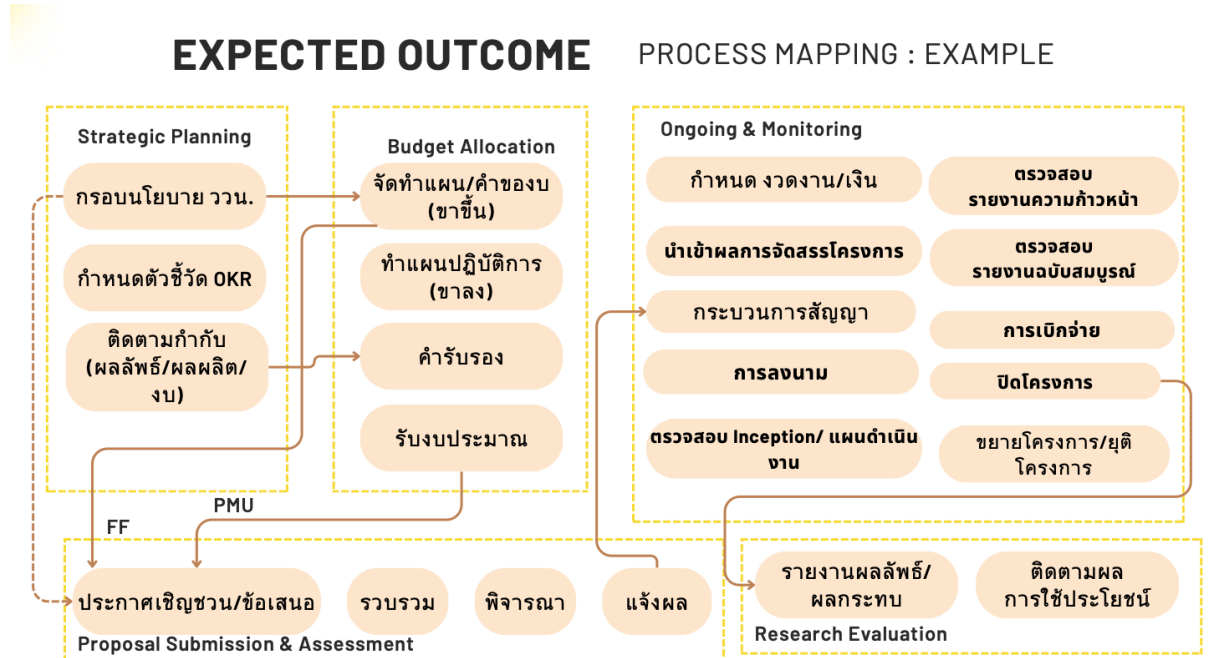 EXPECTED OUTCOME
PROCESS MAPPING : EXAMPLE
Strategic Planning
กรอบนโยบาย ววน.
กำหนดตัวชี้วัด OKR
ติดตามกำกับ
(ผลลัพธ์/ผลผลิต/
งบ)
Budget Allocation
จัดทำแผน/คำของบ
(ขาขึ้น)
ทำแผนปฏิบัติการ
(ขาลง)
คำรับรอง
รับงบประมาณ
Ongoing & Monitoring
กำหนด งวดงาน/เงิน
นำเข้าผลการจัดสรรโครงการ
กระบวนการสัญญา
การลงนาม
ตรวจสอบ Inception/ แผนดำเนิน
งาน
ตรวจสอบ
รายงานความก้าวหน้า
ตรวจสอบ
รายงานฉบับสมบูรณ์
การเบิกจ่าย
ปิดโครงการ
ขยายโครงการ/ยุติ
โครงการ
FF
PMU
ประกาศเชิญชวน/ข้อเสนอ
รวบรวม
พิจารณา
แจ้งผล
Proposal Submission & Assessment
รายงานผลลัพธ์/
ผลกระทบ
ติดตามผล
การใช้ประโยชน์
Research Evaluation